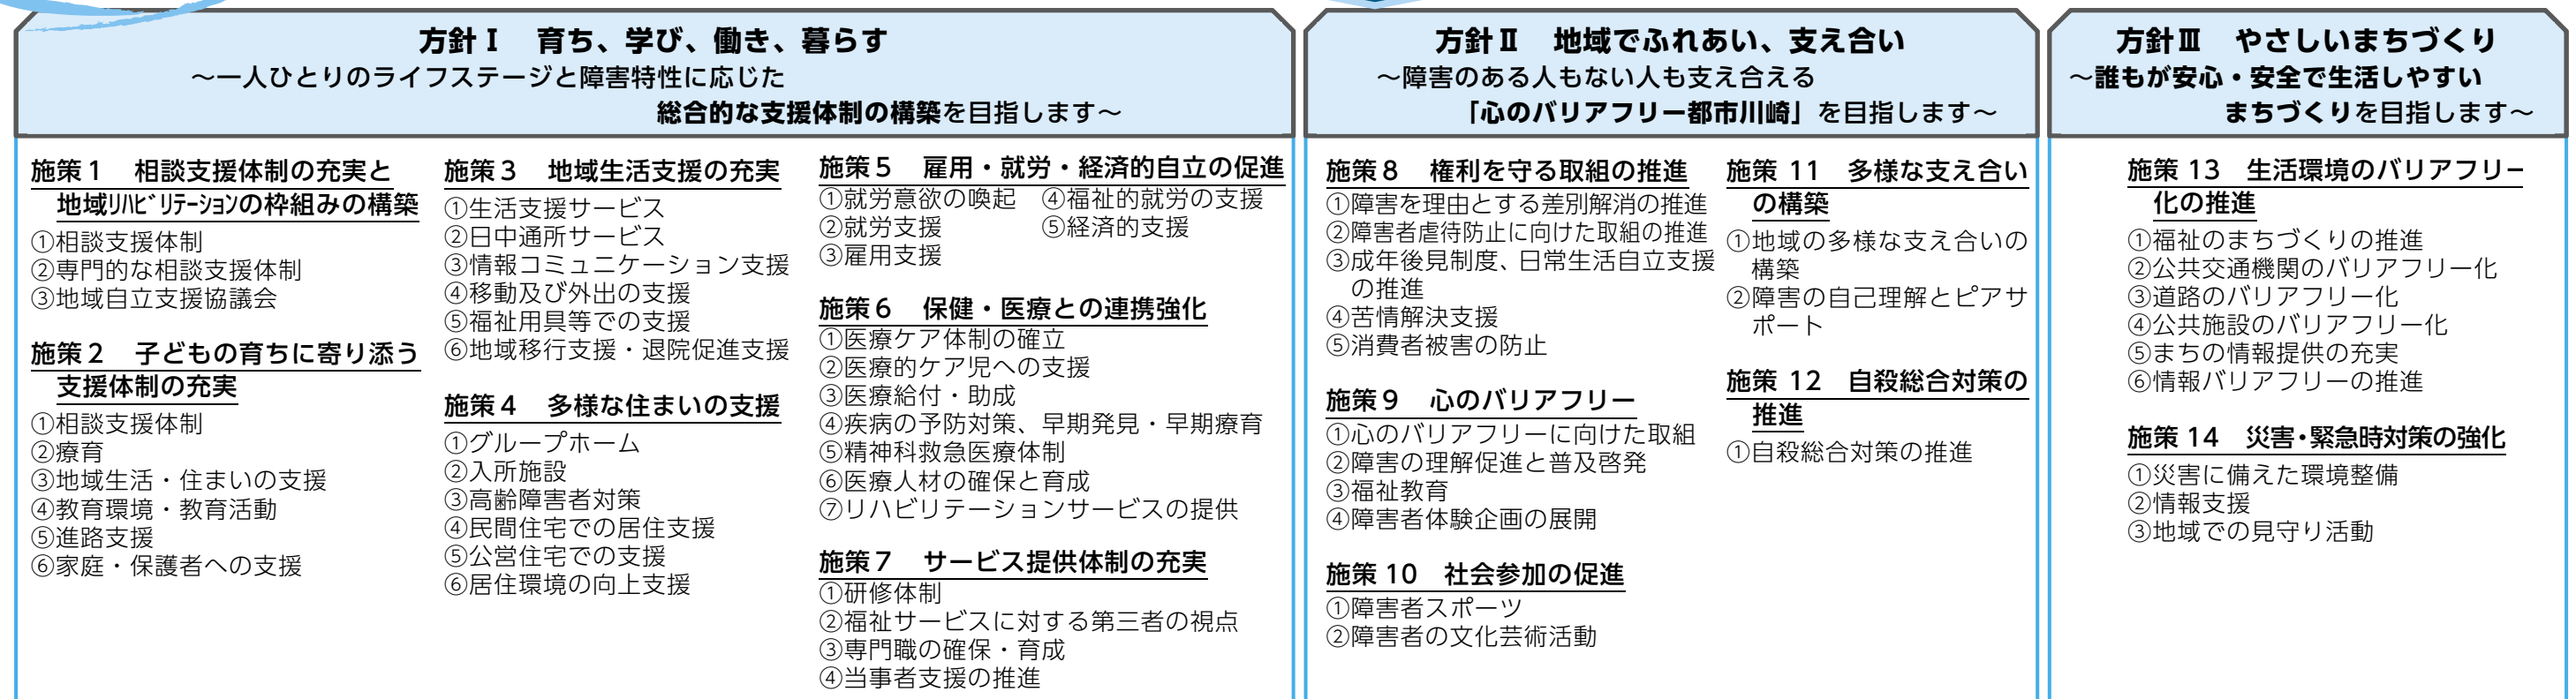 方針Ⅰ　育ち、学び、働き、暮らす
～一人ひとりのライフステージと障害特性に応じた
総合的な支援体制の構築を目指します～
施策１　相談支援体制の充実と
地域ﾘﾊﾋﾞﾘﾃｰｼｮﾝの枠組みの構築
①相談支援体制
②専門的な相談支援体制
③地域自立支援協議会
施策２　子どもの育ちに寄り添う
支援体制の充実
①相談支援体制
②療育
③地域生活・住まいの支援
④教育環境・教育活動
⑤進路支援
⑥家庭・保護者への支援
施策３　地域生活支援の充実
①生活支援サービス
②日中通所サービス
③情報コミュニケーション支援
④移動及び外出の支援
⑤福祉用具等での支援
⑥地域移行支援・退院促進支援
施策４　多様な住まいの支援
①グループホーム
②入所施設
③高齢障害者対策
④民間住宅での居住支援
⑤公営住宅での支援
⑥居住環境の向上支援
施策５　雇用・就労・経済的自立の促進
①就労意欲の喚起　④福祉的就労の支援
②就労支援　⑤経済的支援
③雇用支援
施策６　保健・医療との連携強化
①医療ケア体制の確立
②医療的ケア児への支援
③医療給付・助成
④疾病の予防対策、早期発見・早期療育
⑤精神科救急医療体制
⑥医療人材の確保と育成
⑦リハビリテーションサービスの提供
施策７　サービス提供体制の充実
①研修体制
②福祉サービスに対する第三者の視点
③専門職の確保・育成
④当事者支援の推進
方針Ⅱ　地域でふれあい、支え合い
～障害のある人もない人も支え合える
「心のバリアフリー都市川崎」を目指します～
施策８　権利を守る取組の推進
①障害を理由とする差別解消の推進
②障害者虐待防止に向けた取組の推進
③成年後見制度、日常生活自立支援
の推進
④苦情解決支援
⑤消費者被害の防止
施策９　心のバリアフリー
①心のバリアフリーに向けた取組
②障害の理解促進と普及啓発
③福祉教育
④障害者体験企画の展開
施策 10　社会参加の促進
①障害者スポーツ
②障害者の文化芸術活動
施策 11　多様な支え合い
の構築
①地域の多様な支え合いの
構築
②障害の自己理解とピアサ
ポート
施策 12　自殺総合対策の
推進
①自殺総合対策の推進
方針Ⅲ　やさしいまちづくり
～誰もが安心・安全で生活しやすい
まちづくりを目指します～
施策 13　生活環境のバリアフリー
化の推進
①福祉のまちづくりの推進
②公共交通機関のバリアフリー化
③道路のバリアフリー化
④公共施設のバリアフリー化
⑤まちの情報提供の充実
⑥情報バリアフリーの推進
施策 14　災害・緊急時対策の強化
①災害に備えた環境整備
②情報支援
③地域での見守り活動